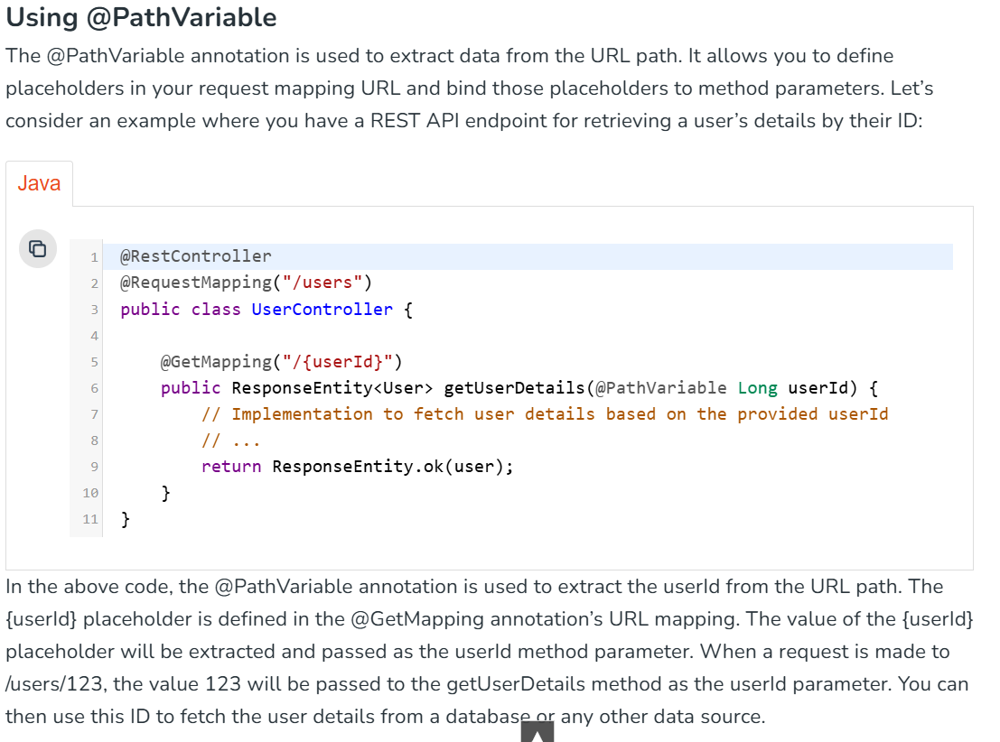 Using @PathVariable
The @PathVariable annotation is used to extract data from the URL path. It allows you to define
placeholders in your request mapping URL and bind those placeholders to method parameters. Let’s
consider an example where you have a REST API endpoint for retrieving a user’s details by their ID:
Java
1 @RestController
2 @RequestMapping("/users")
3 public class UserController {
4
5     @GetMapping("/{userId}")
6     public ResponseEntity<User> getUserDetails(@PathVariable Long userId) {
7         // Implementation to fetch user details based on the provided userId
8         // ...
9         return ResponseEntity.ok(user);
10     }
11 }
In the above code, the @PathVariable annotation is used to extract the userId from the URL path. The
{userId} placeholder is defined in the @GetMapping annotation’s URL mapping. The value of the {userId}
placeholder will be extracted and passed as the userId method parameter. When a request is made to
/users/123, the value 123 will be passed to the getUserDetails method as the userId parameter. You can
then use this ID to fetch the user details from a database or any other data source.